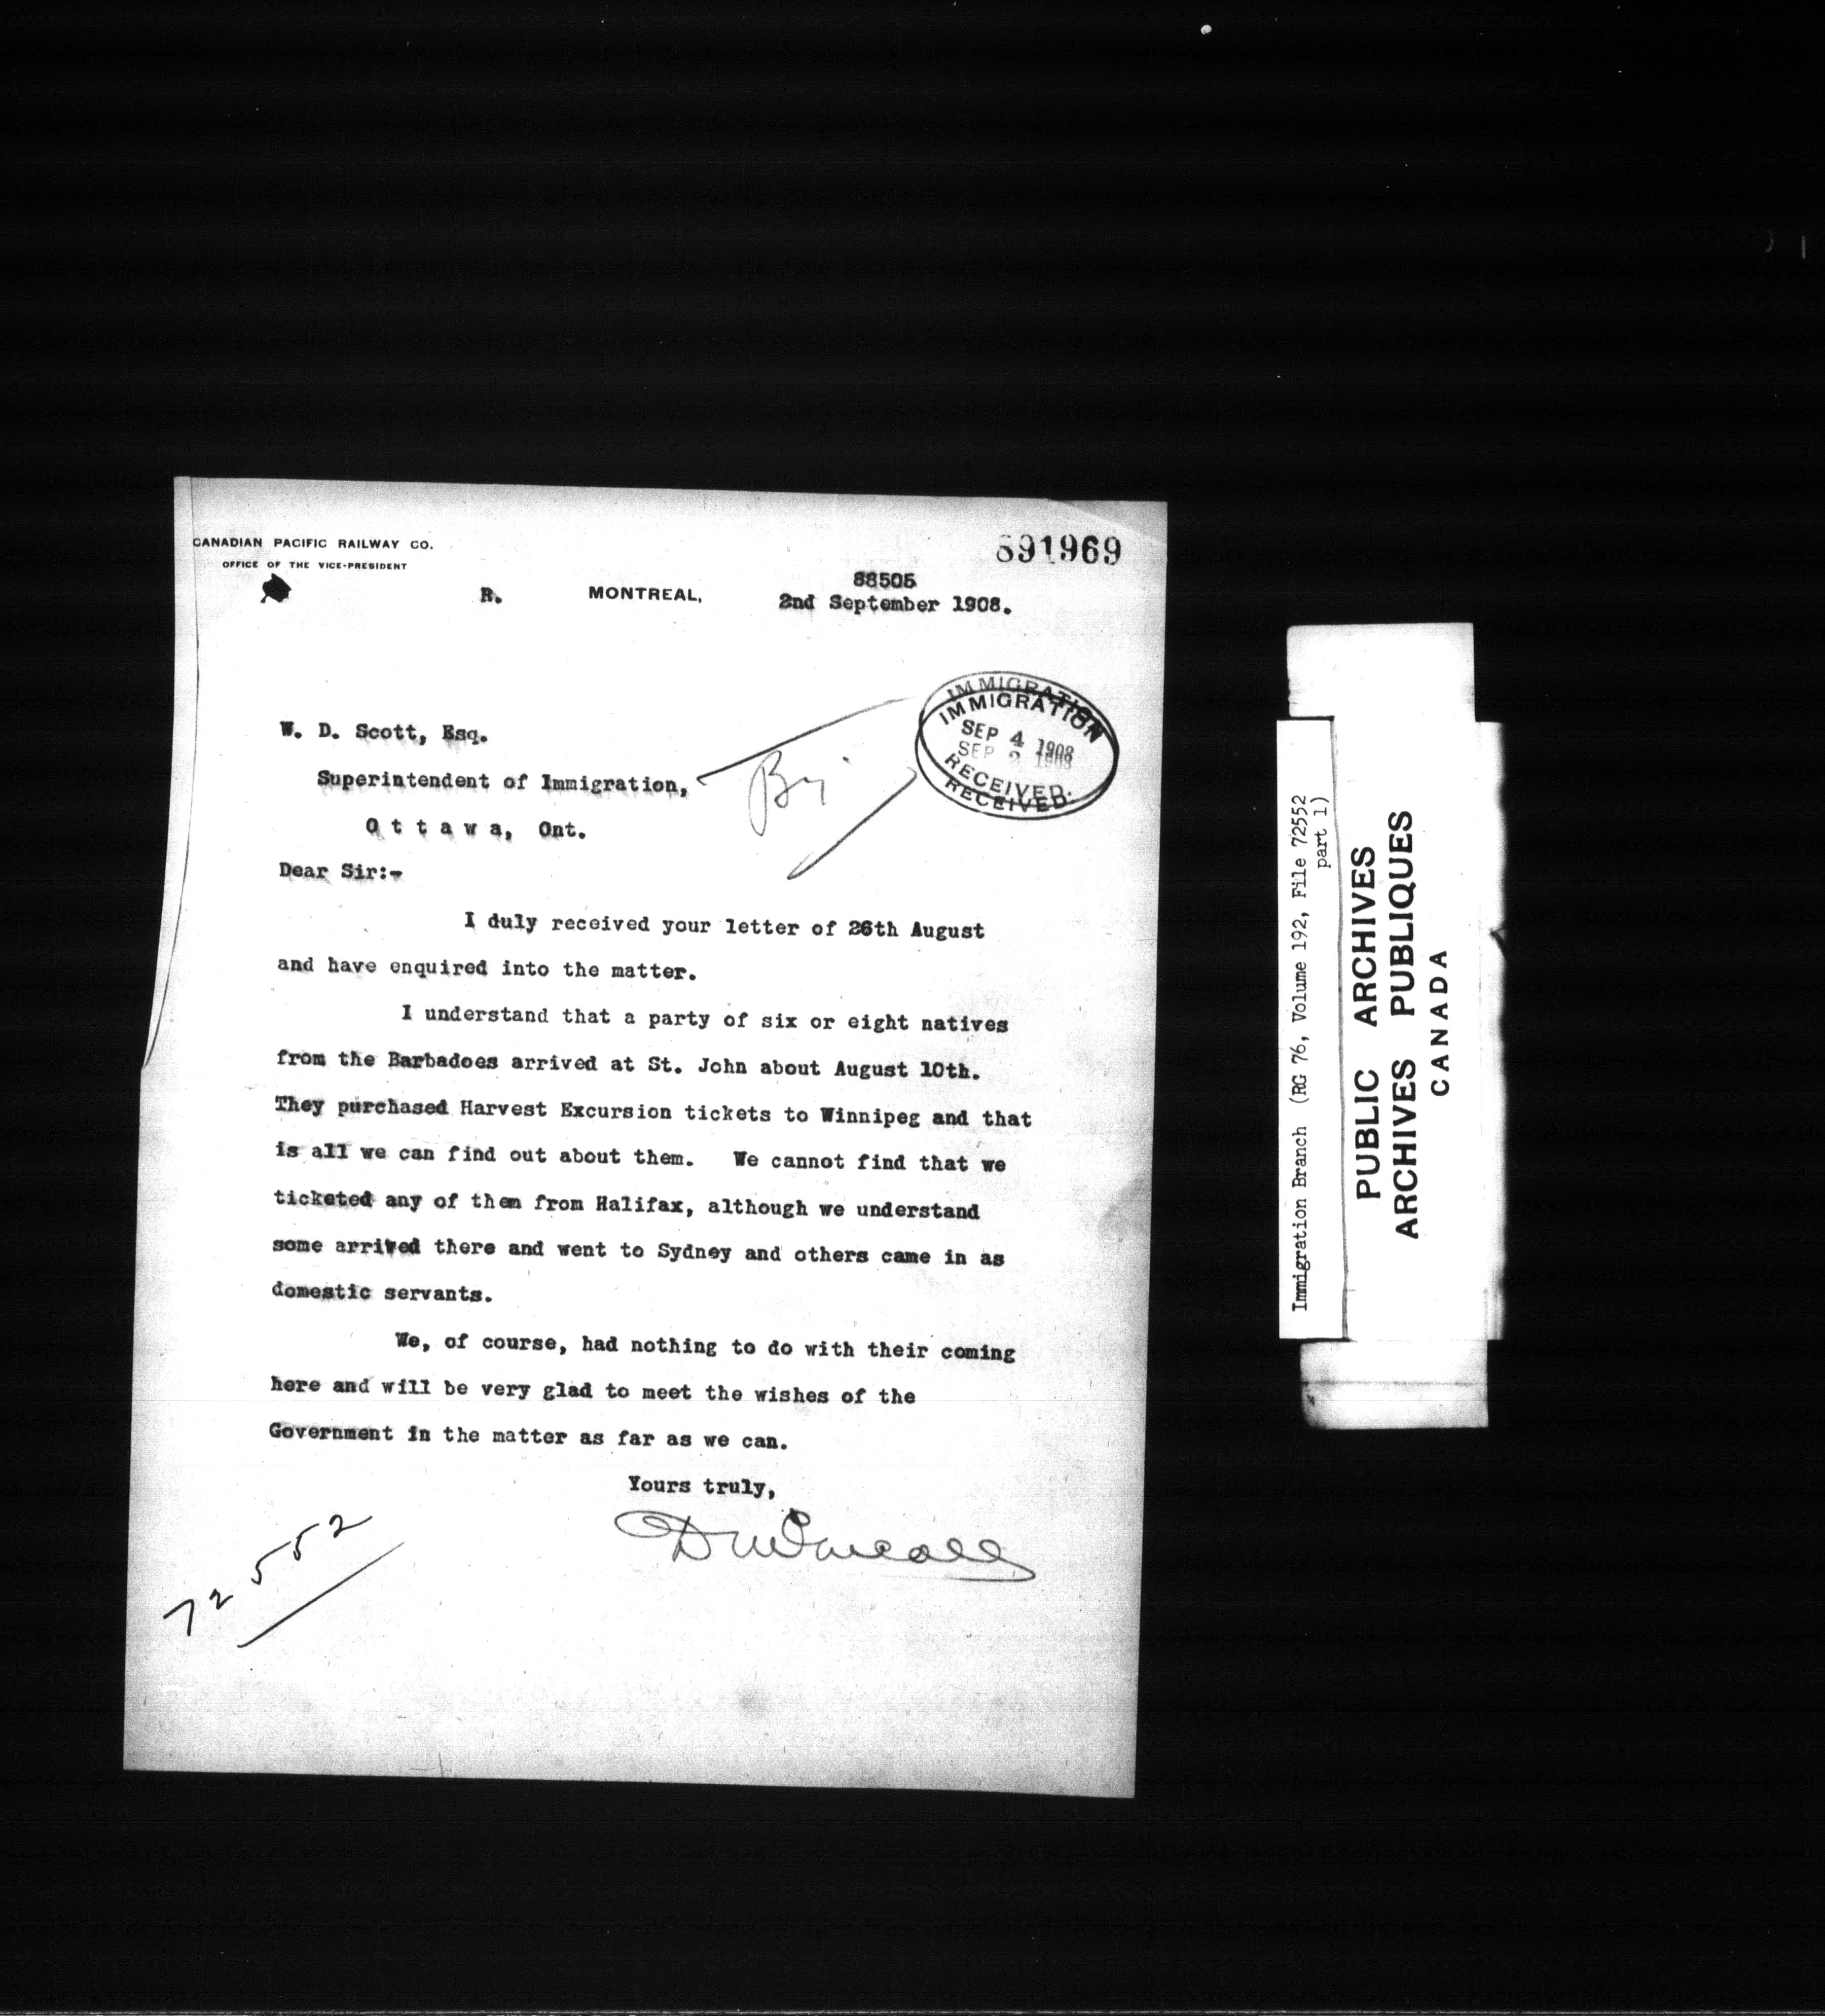 CANADIAN PACIFIC RAILWAY CO.
OFFICE OF THE VICE-PRESIDENT
891969
88505
R. MONTREAL, 2nd September 1908.
IMMIGRATION
IMMIGRATION
SEP 4 1908
SEP 2 1908
RECEIVED.
RECEIVED.
W. D. Scott, Esq.
Superintendent of Immigration,
O t t a w a, Ont.
Dear Sir:-
I duly received your letter of 26th August
and have enquired into the matter.
I understand that a party of six or eight natives
from the Barbadoes arrived at St. John about August 10th.
They purchased Harvest Excursion tickets to Winnipeg and that
is all we can find out about them. We cannot find that we
ticketed any of them from Halifax, although we understand
some arrived there and went to Sydney and others came in as
domestic servants.
We, of course, had nothing to do with their coming
here and will be very glad to meet the wishes of the
Government in the matter as far as we can.
Yours truly,
72552
Immigration Branch (RG 76, Volume 192, File 72552
part 1)
PUBLIC ARCHIVES
ARCHIVES PUBLIQUES
CANADA